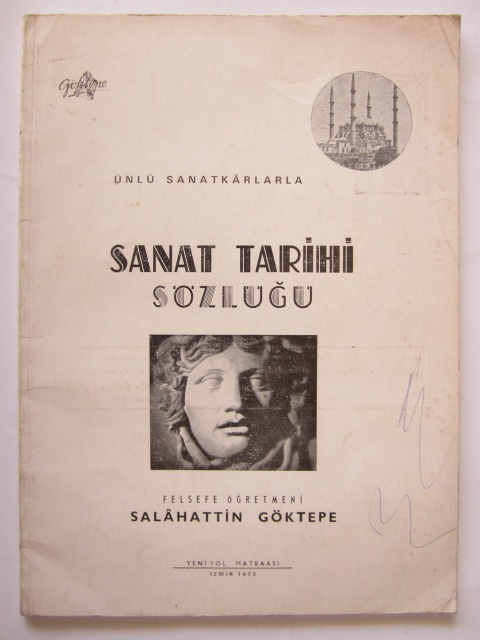 Göktepe
ÜNLÜ SANATKÂRLARLA
SANAT TARİHİ
SÖZLÜĞÜ
FELSEFE ÖĞRETMENİ
SALÂHATTİN GÖKTEPE
YENİYOL MATBAASI
İZMİR 1973